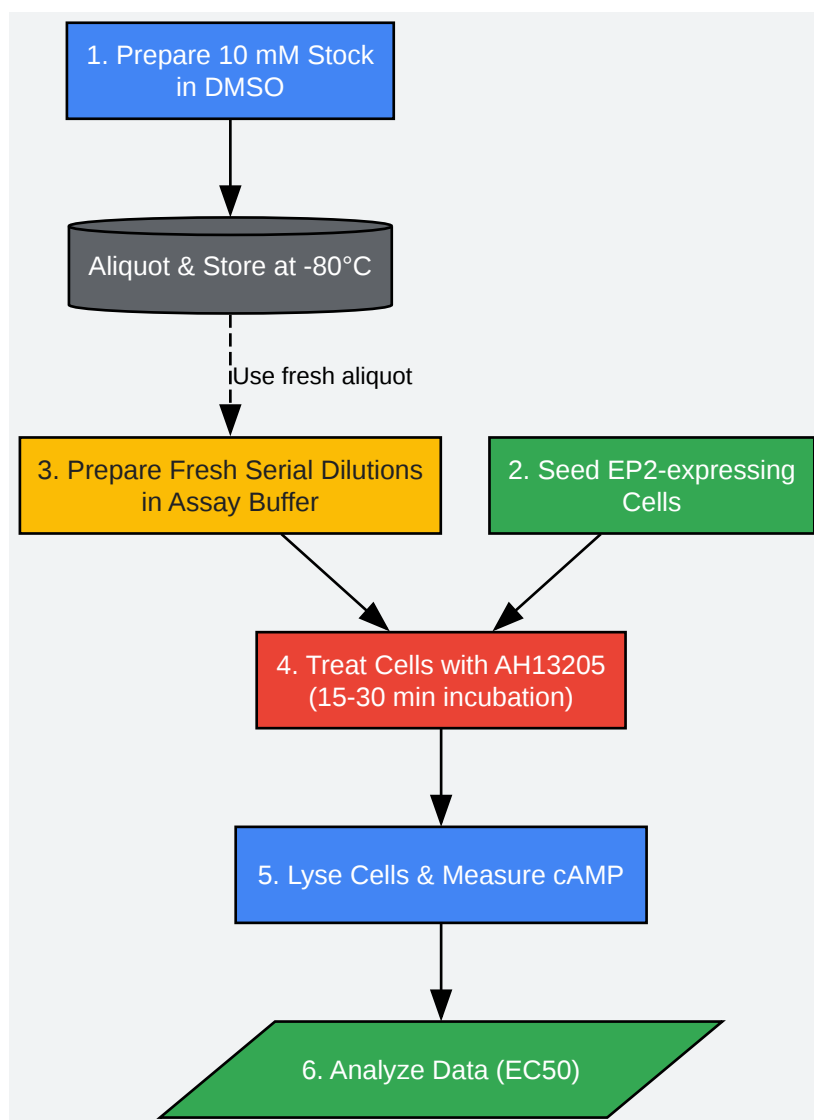 1. Prepare 10 mM Stock
in DMSO
Aliquot & Store at -80°C
Use fresh aliquot
3. Prepare Fresh Serial Dilutions
in Assay Buffer
2. Seed EP2-expressing
Cells
4. Treat Cells with AH13205
(15-30 min incubation)
5. Lyse Cells & Measure cAMP
6. Analyze Data (EC50)